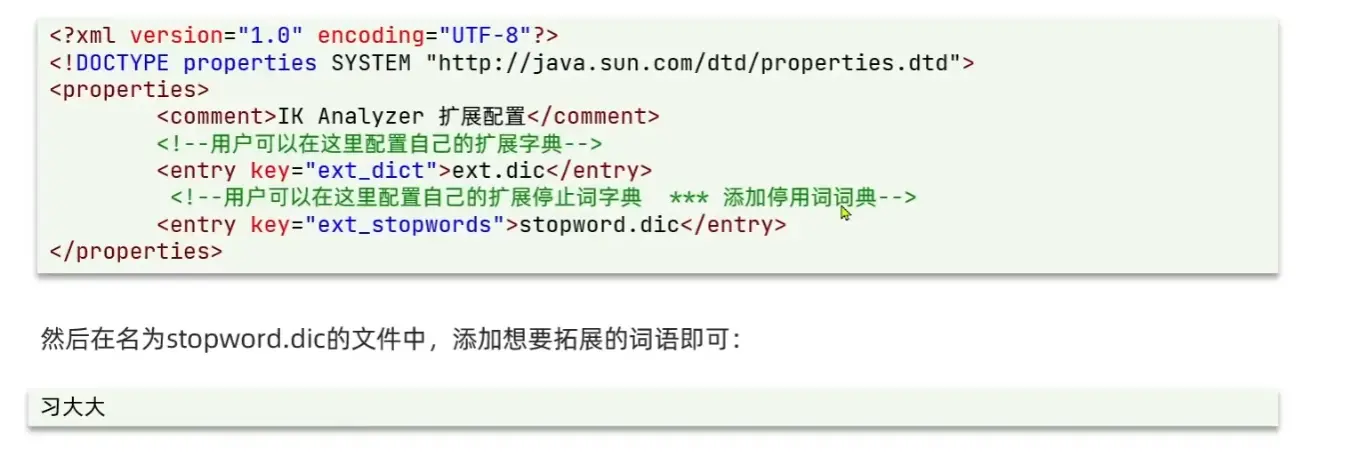 <?xml version="1.0" encoding="UTF-8"?>
<!DOCTYPE properties SYSTEM "http://java.sun.com/dtd/properties.dtd">
<properties>
        <comment>IK Analyzer 扩展配置</comment>
        <!--用户可以在这里配置自己的扩展字典-->
        <entry key="ext_dict">ext.dic</entry>
         <!--用户可以在这里配置自己的扩展停止词字典  *** 添加停用词词典-->
        <entry key="ext_stopwords">stopword.dic</entry>
</properties>
然后在名为stopword.dic的文件中，添加想要拓展的词语即可：
习大大